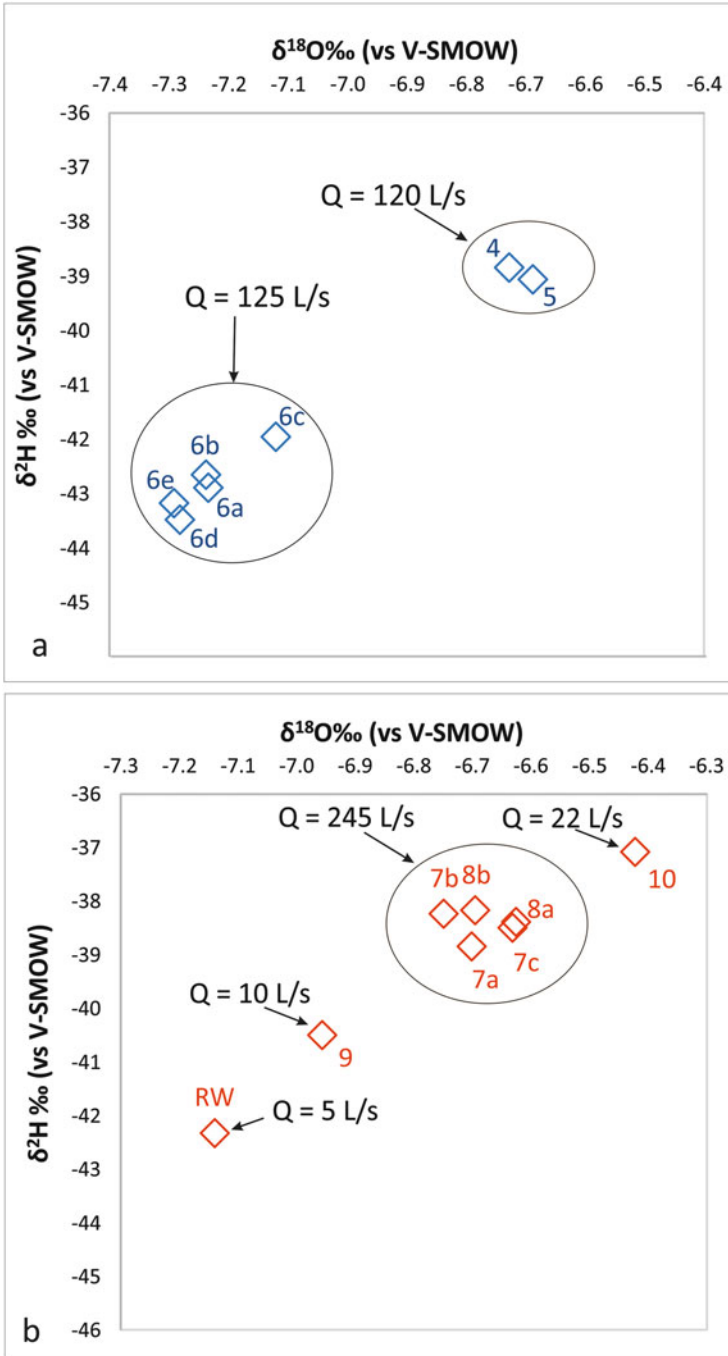 δ¹⁸O‰ (vs V-SMOW)
-7.4 -7.3 -7.2 -7.1 -7.0 -6.9 -6.8 -6.7 -6.6 -6.5 -6.4
δ²H ‰ (vs V-SMOW)
-36
-37
-38
-39
-40
-41
-42
-43
-44
-45
Q = 120 L/s
4
5
Q = 125 L/s
6c
6b
6e
6a
6d
a
δ¹⁸O‰ (vs V-SMOW)
-7.3 -7.2 -7.1 -7.0 -6.9 -6.8 -6.7 -6.6 -6.5 -6.4 -6.3
δ²H ‰ (vs V-SMOW)
-36
-37
-38
-39
-40
-41
-42
-43
-44
-45
-46
Q = 245 L/s
Q = 22 L/s
7b 8b
10
8a
7a 7c
Q = 10 L/s
9
RW
Q = 5 L/s
b